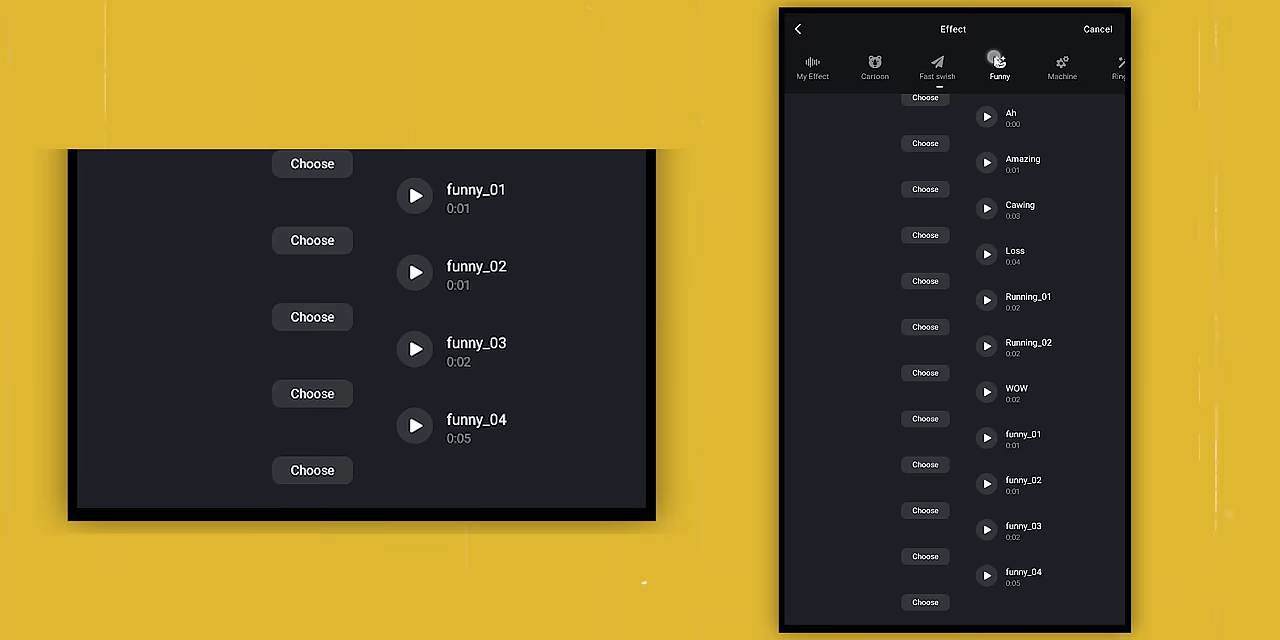 Choose
funny_01
0:01
Choose
funny_02
0:01
Choose
funny_03
0:02
Choose
funny_04
0:05
Choose
Effect
Cancel
My Effect
Cartoon
Fast swish
Funny
Machine
Ring
Choose
Ah
0:00
Choose
Amazing
0:01
Choose
Cawing
0:03
Choose
Loss
0:04
Choose
Running_01
0:02
Choose
Running_02
0:02
Choose
WOW
0:02
Choose
funny_01
0:01
Choose
funny_02
0:01
Choose
funny_03
0:02
Choose
funny_04
0:05
Choose